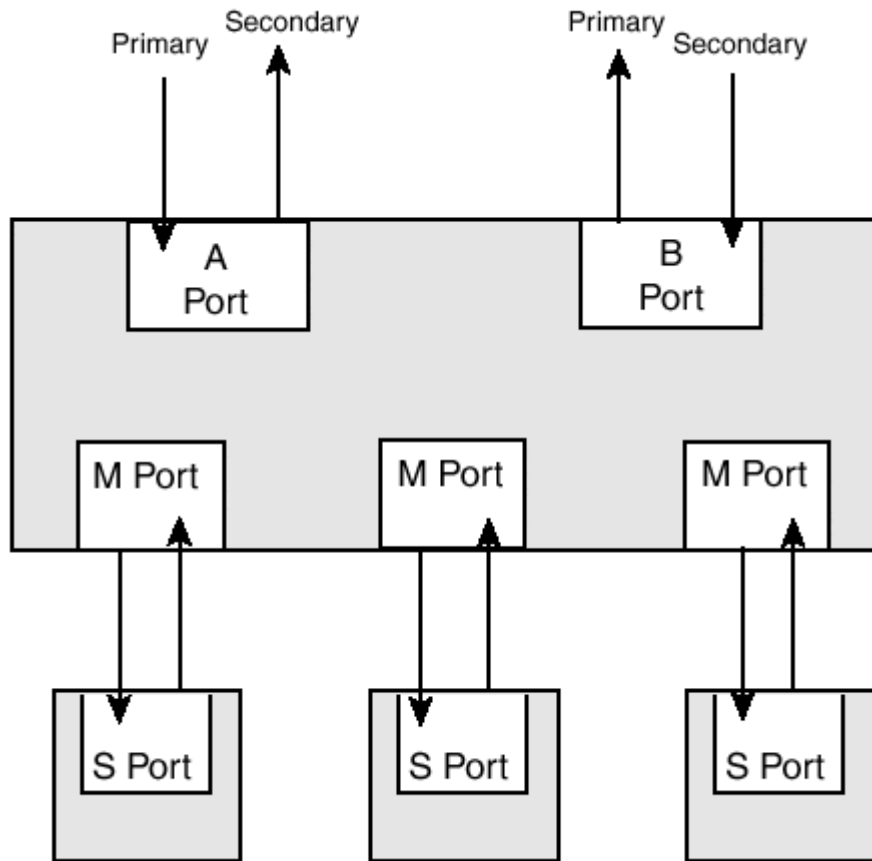 Primary
Secondary
Primary
Secondary
A
Port
B
Port
M Port
M Port
M Port
S Port
S Port
S Port